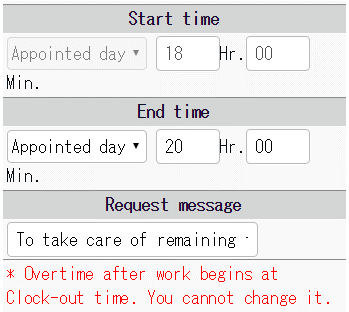 Start time
Appointed day 18 Hr. 00
Min.
End time
Appointed day 20 Hr. 00
Min.
Request message
To take care of remaining
* Overtime after work begins at
Clock-out time. You cannot change it.